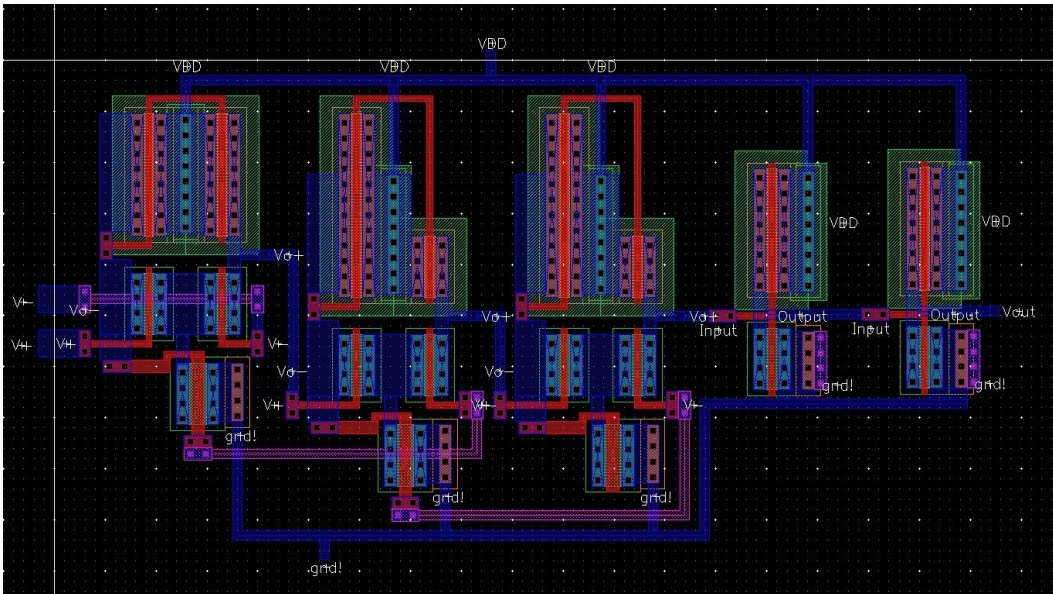 VDD
VDD
VDD
VDD
VDD
VDD
Vo+
V-
Vo-
Vo+
Vo+
Input
Output
Input
Output
Vout
V+
V+
V-
Vo-
Vo-
grd!
grd!
V+
V+
V-
grd!
grd!
grd!
grd!